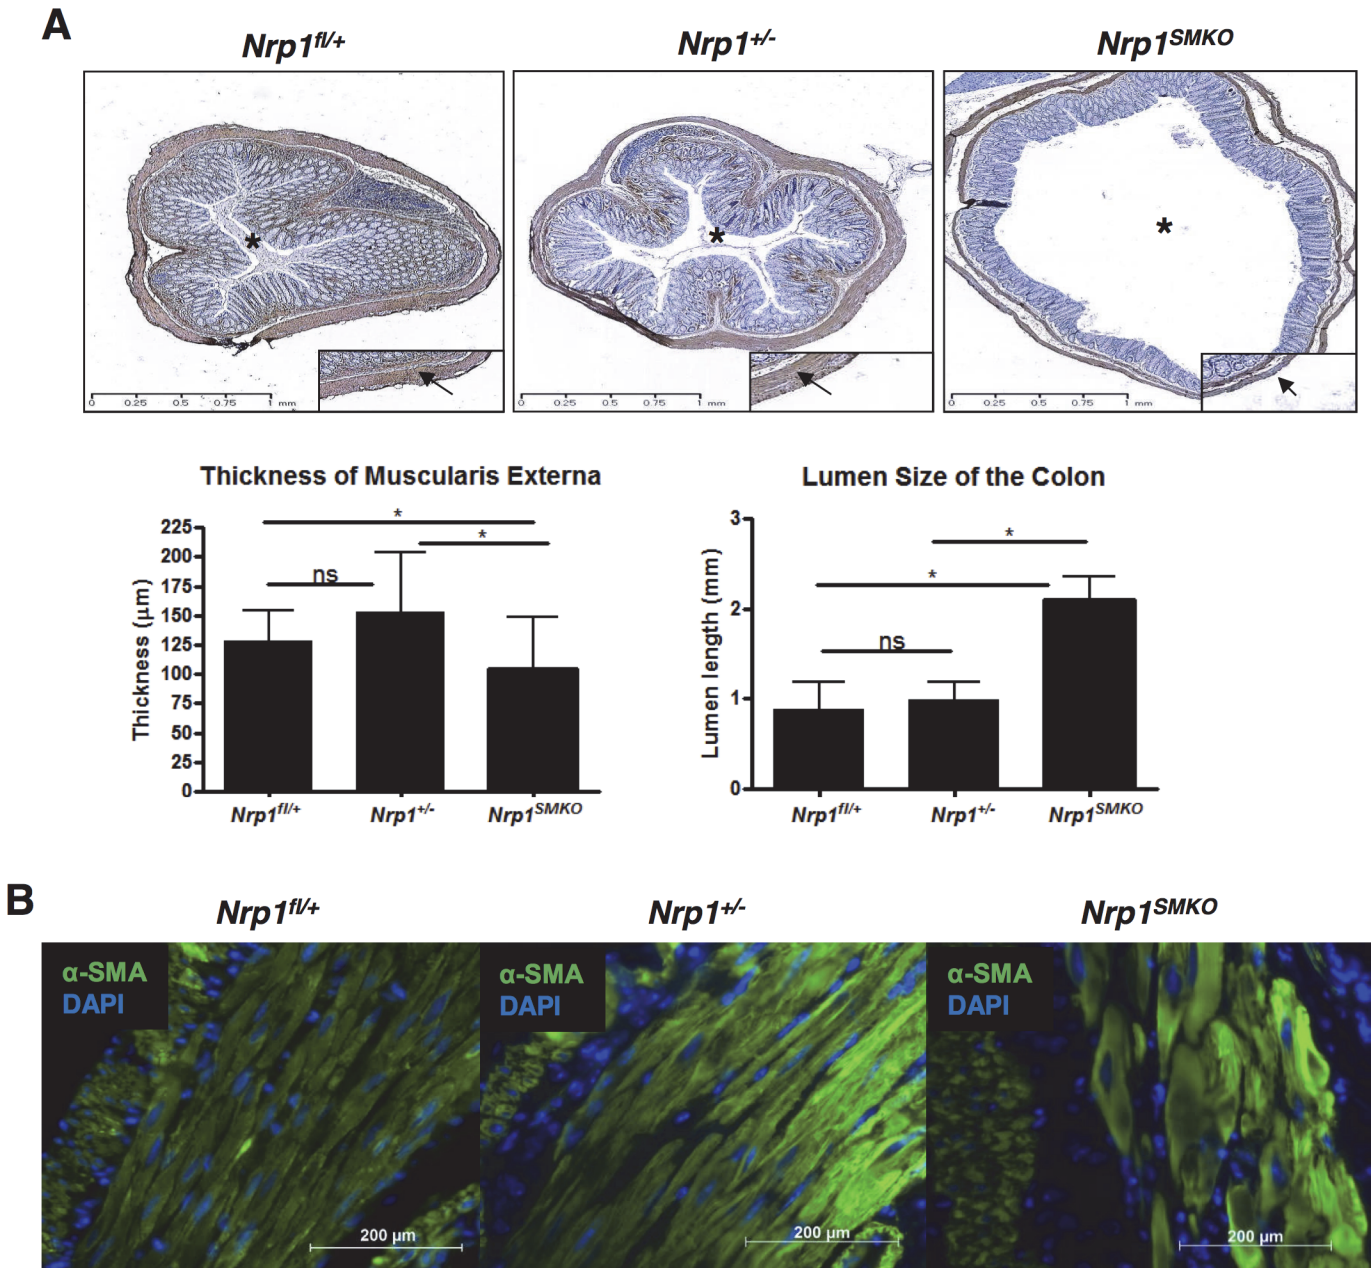 A
Nrp1fl/+ Nrp1+/- Nrp1SMKO
* * *
0 0.25 0.5 0.75 1 mm 0 0.25 0.5 0.75 1 mm 0 0.25 0.5 0.75 1 mm
Thickness of Muscularis Externa
*
*
ns
225
200
175
150
125
100
75
50
25
0
Thickness (μm)
Nrp1fl/+ Nrp1+/- Nrp1SMKO
Lumen Size of the Colon
*
*
ns
3
2
1
0
Lumen length (mm)
Nrp1fl/+ Nrp1+/- Nrp1SMKO
B
Nrp1fl/+ Nrp1+/- Nrp1SMKO
α-SMA
DAPI
200 μm
α-SMA
DAPI
200 μm
α-SMA
DAPI
200 μm